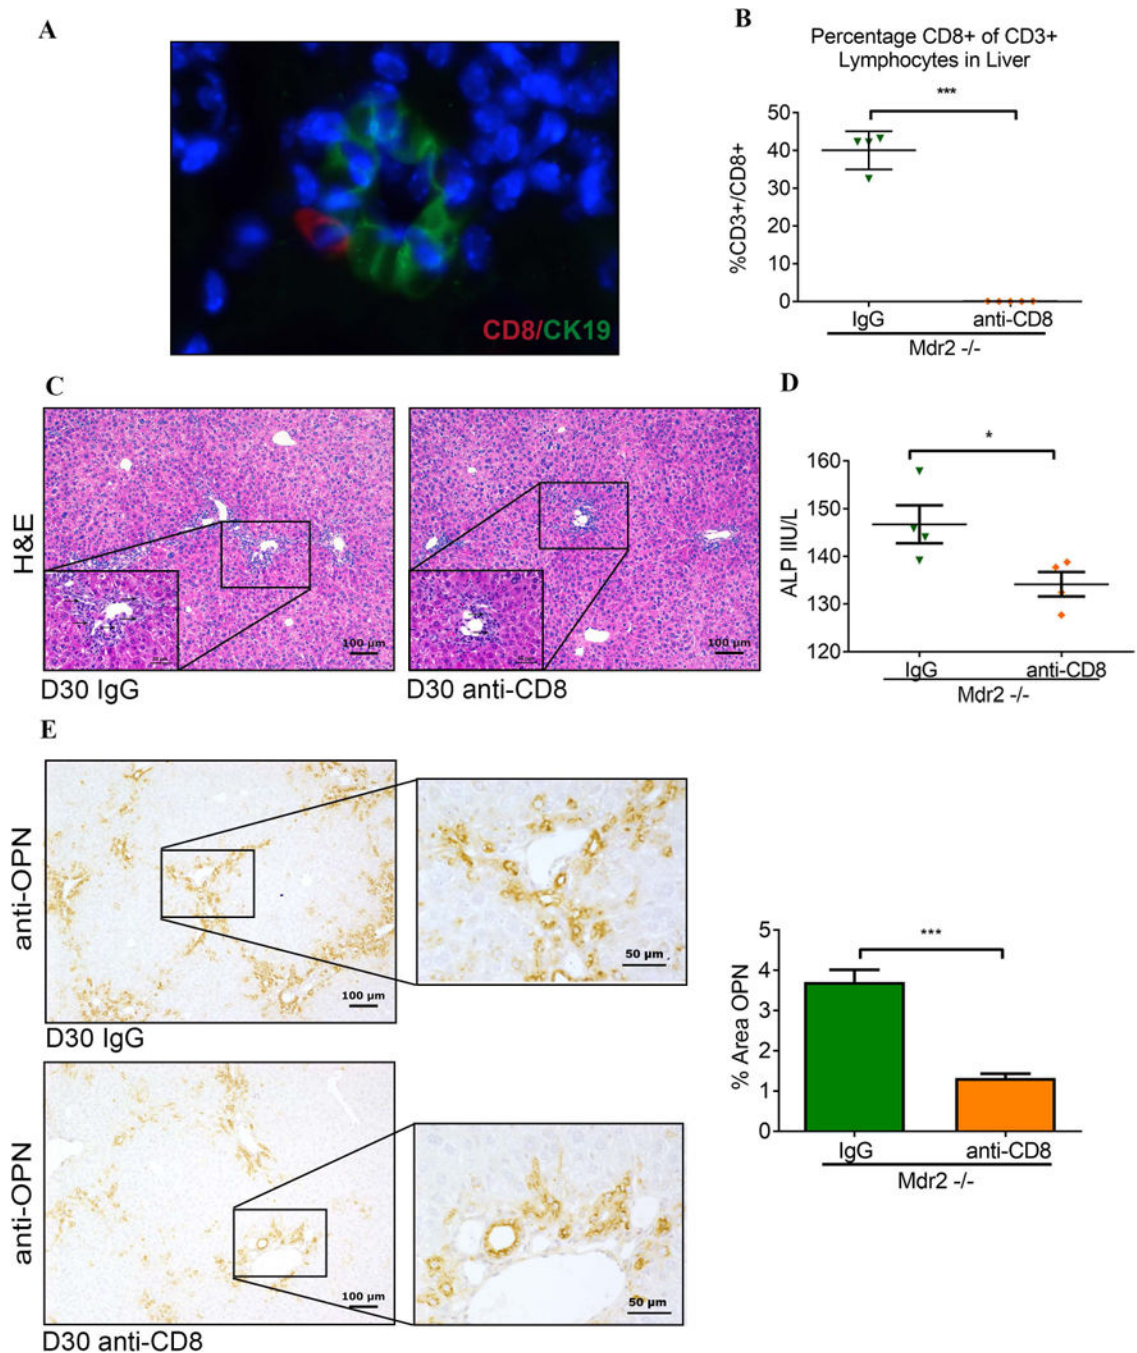 A
CD8/CK19
B
Percentage CD8+ of CD3+
Lymphocytes in Liver
***
%CD3+/CD8+
50
40
30
20
10
0
IgG
anti-CD8
Mdr2 -/-
C
H&E
100 µm
D30 IgG
100 µm
D30 anti-CD8
D
*
ALP IIU/L
160
150
140
130
120
IgG
anti-CD8
Mdr2 -/-
E
anti-OPN
100 µm
D30 IgG
50 µm
anti-OPN
100 µm
D30 anti-CD8
50 µm
***
% Area OPN
5
4
3
2
1
0
IgG
anti-CD8
Mdr2 -/-